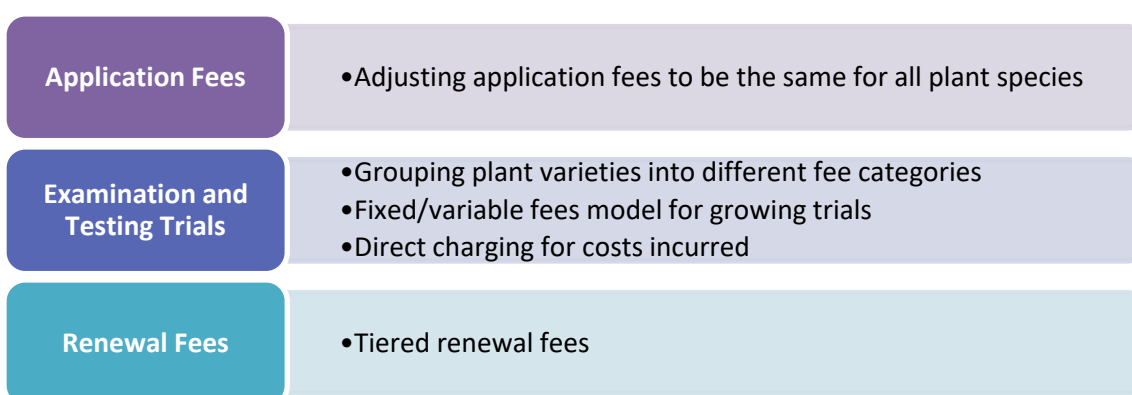 Application Fees
•Adjusting application fees to be the same for all plant species
Examination and
Testing Trials
•Grouping plant varieties into different fee categories
•Fixed/variable fees model for growing trials
•Direct charging for costs incurred
Renewal Fees
•Tiered renewal fees